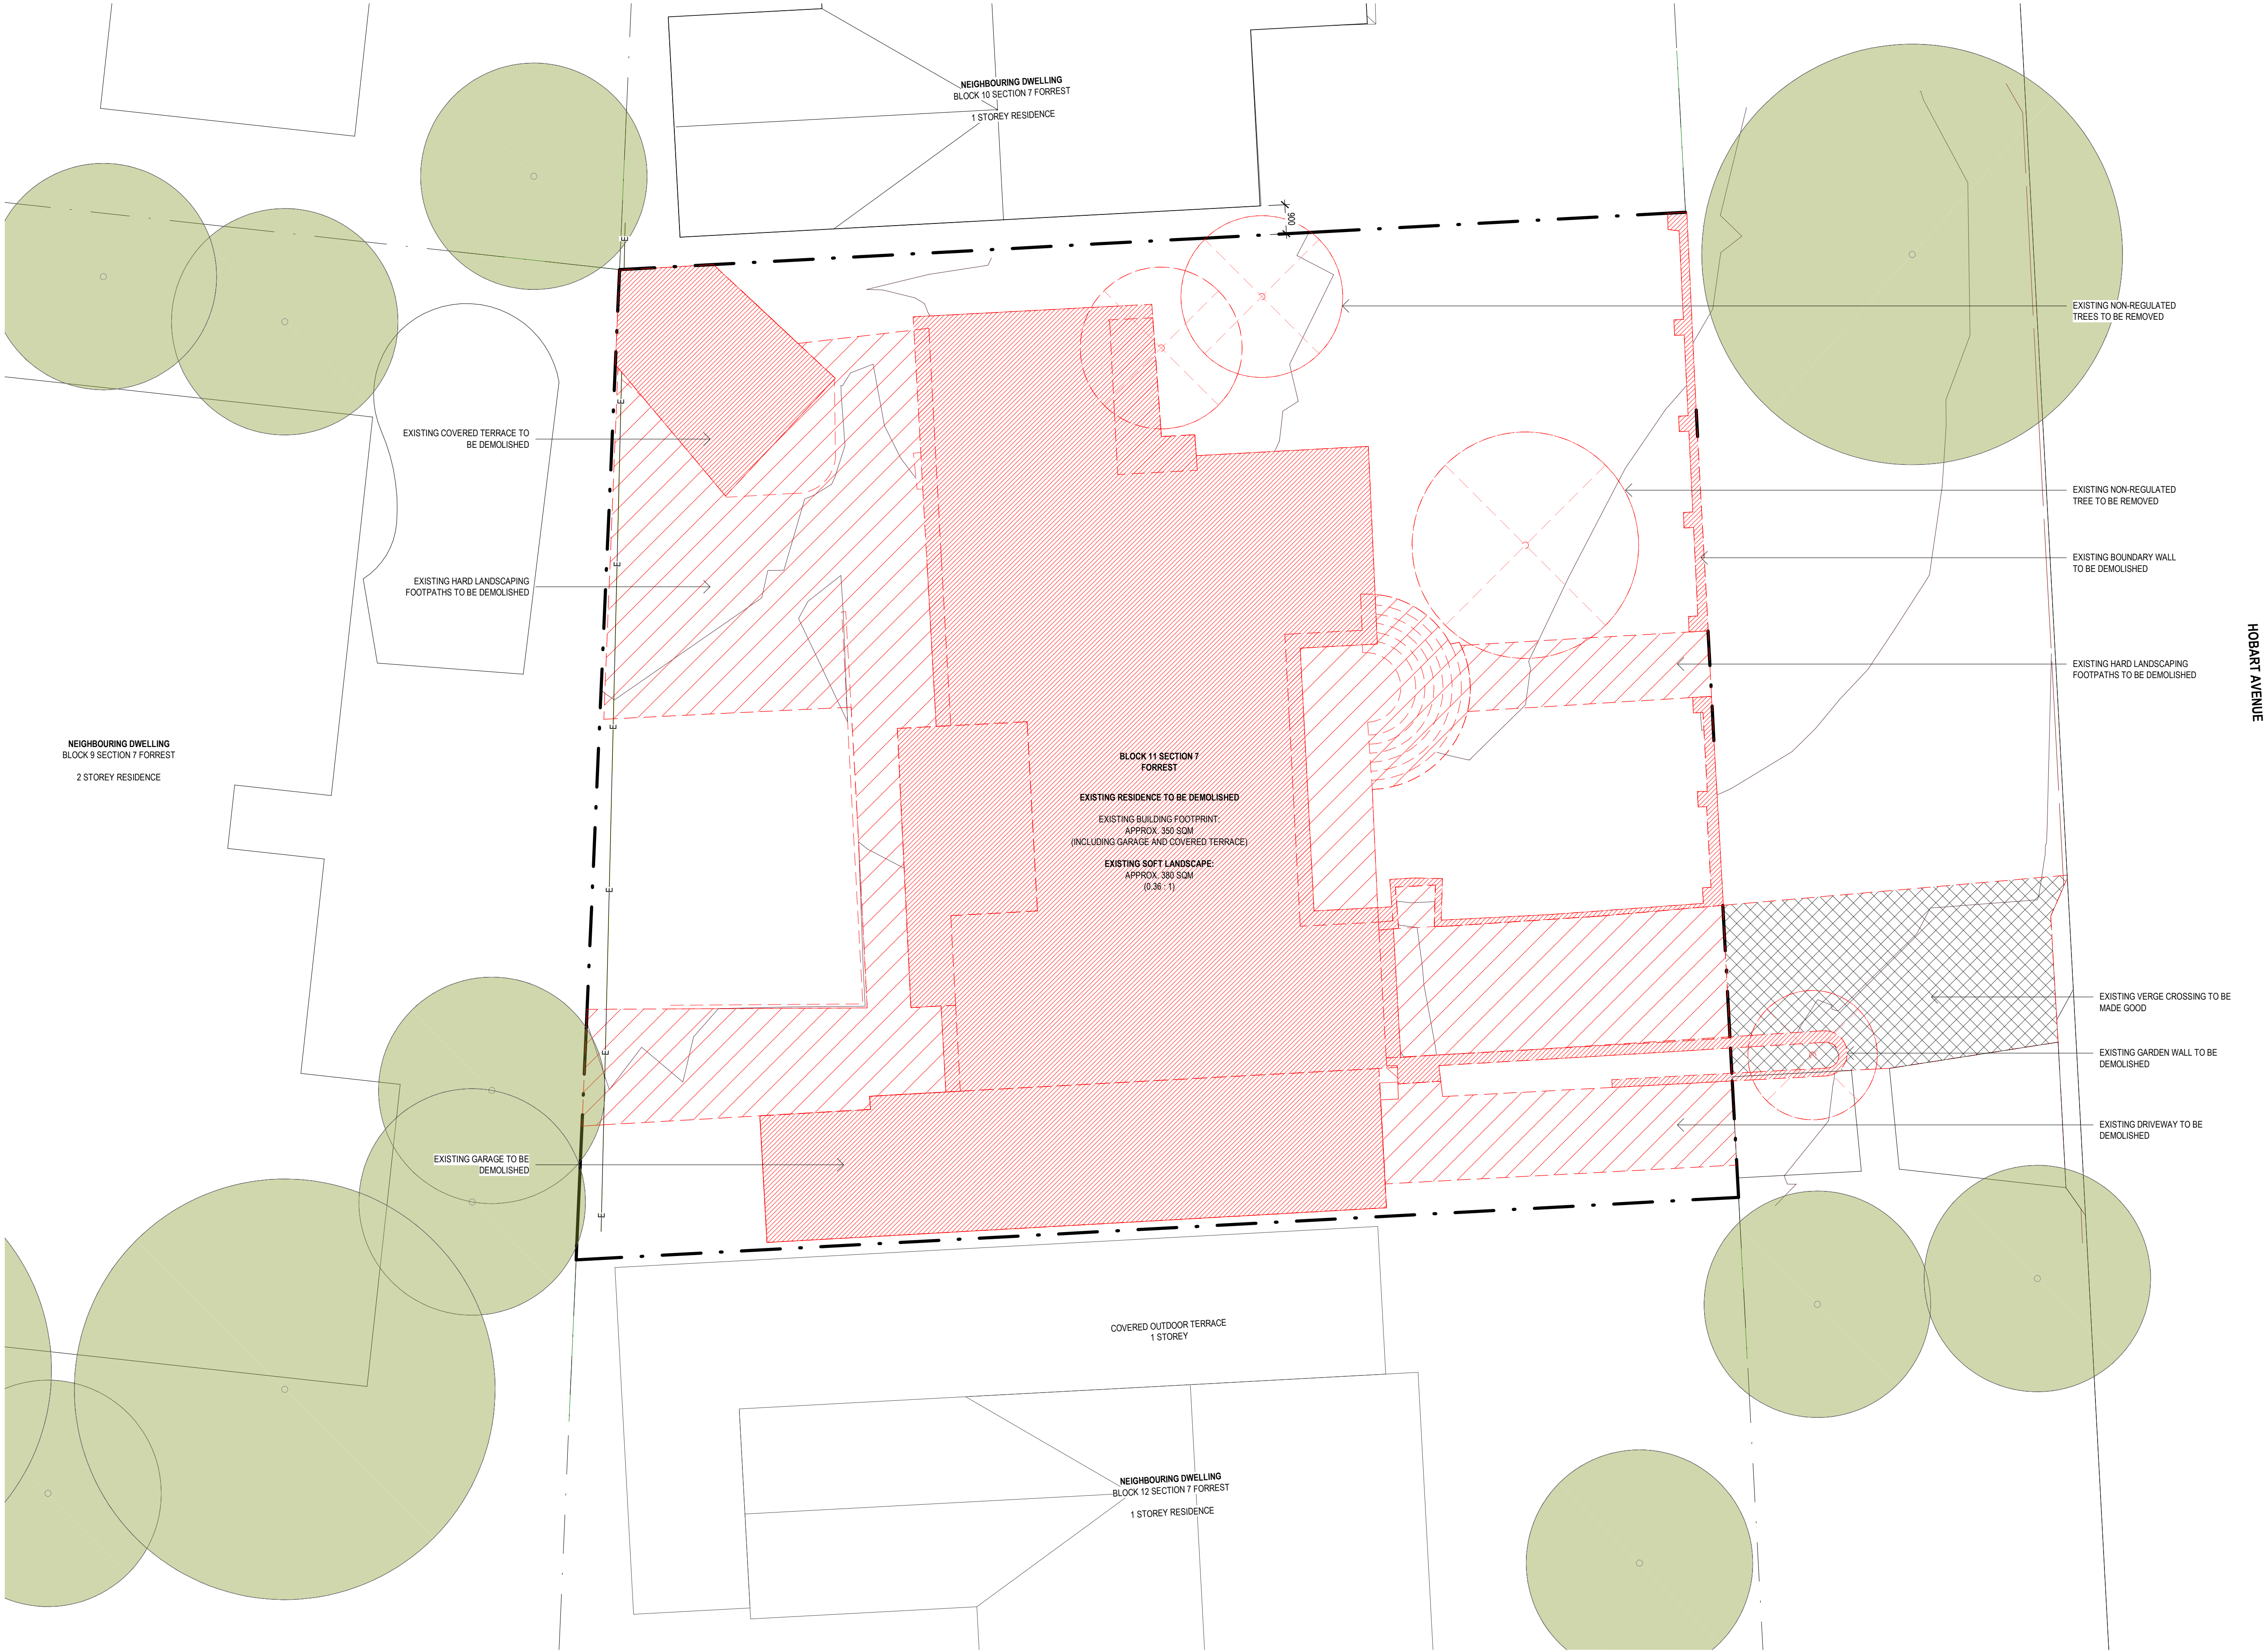 NEIGHBOURING DWELLING
BLOCK 10 SECTION 7 FORREST
1 STOREY RESIDENCE
900
EXISTING NON-REGULATED
TREES TO BE REMOVED
EXISTING COVERED TERRACE TO
BE DEMOLISHED
EXISTING NON-REGULATED
TREE TO BE REMOVED
EXISTING BOUNDARY WALL
TO BE DEMOLISHED
EXISTING HARD LANDSCAPING
FOOTPATHS TO BE DEMOLISHED
EXISTING HARD LANDSCAPING
FOOTPATHS TO BE DEMOLISHED
HOBART AVENUE
NEIGHBOURING DWELLING
BLOCK 9 SECTION 7 FORREST
2 STOREY RESIDENCE
BLOCK 11 SECTION 7
FORREST
EXISTING RESIDENCE TO BE DEMOLISHED
EXISTING BUILDING FOOTPRINT:
APPROX. 350 SQM
(INCLUDING GARAGE AND COVERED TERRACE)
EXISTING SOFT LANDSCAPE:
APPROX. 380 SQM
(0.36 : 1)
EXISTING VERGE CROSSING TO BE
MADE GOOD
EXISTING GARDEN WALL TO BE
DEMOLISHED
EXISTING DRIVEWAY TO BE
DEMOLISHED
EXISTING GARAGE TO BE
DEMOLISHED
COVERED OUTDOOR TERRACE
1 STOREY
NEIGHBOURING DWELLING
BLOCK 12 SECTION 7 FORREST
1 STOREY RESIDENCE
E
E
E
E
E
E
E